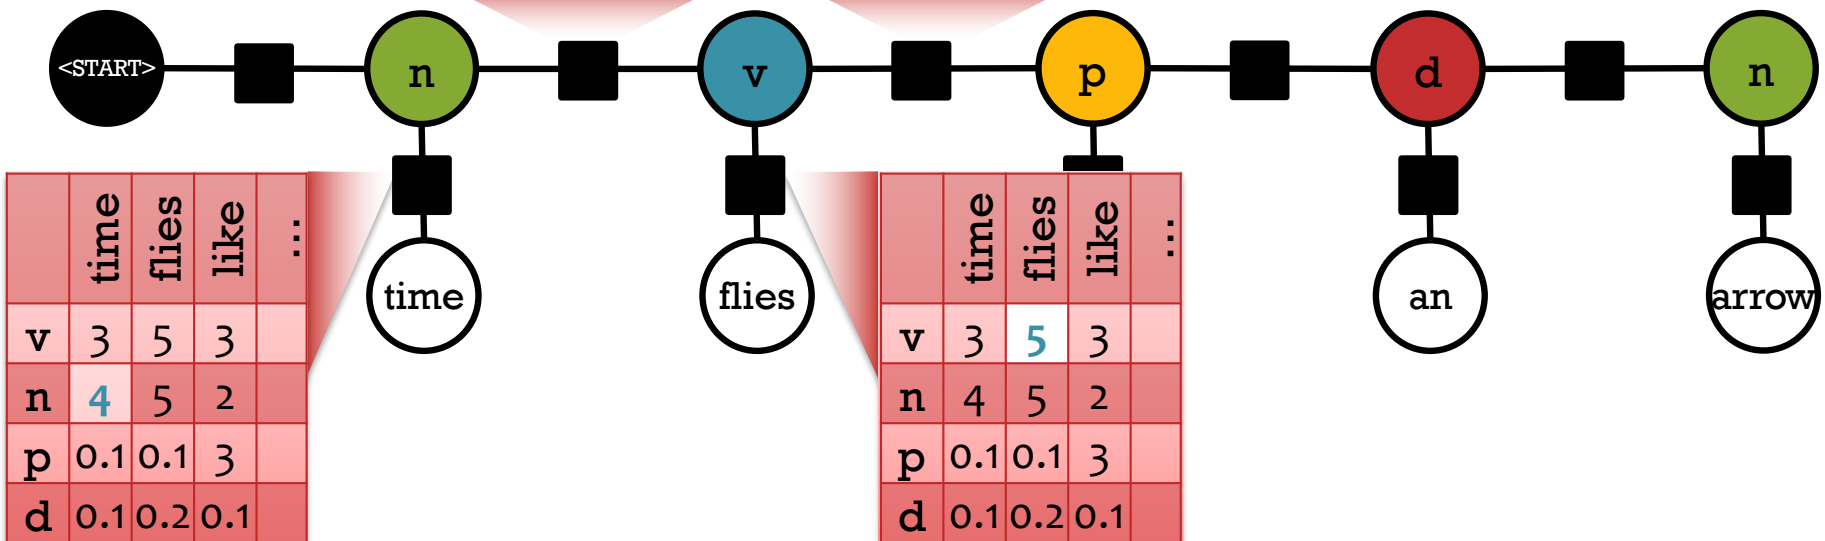 <START> n v p d n
time flies like ...
v 3 5 3
n 4 5 2
p 0.1 0.1 3
d 0.1 0.2 0.1
time
flies
time flies like ...
v 3 5 3
n 4 5 2
p 0.1 0.1 3
d 0.1 0.2 0.1
an
arrow